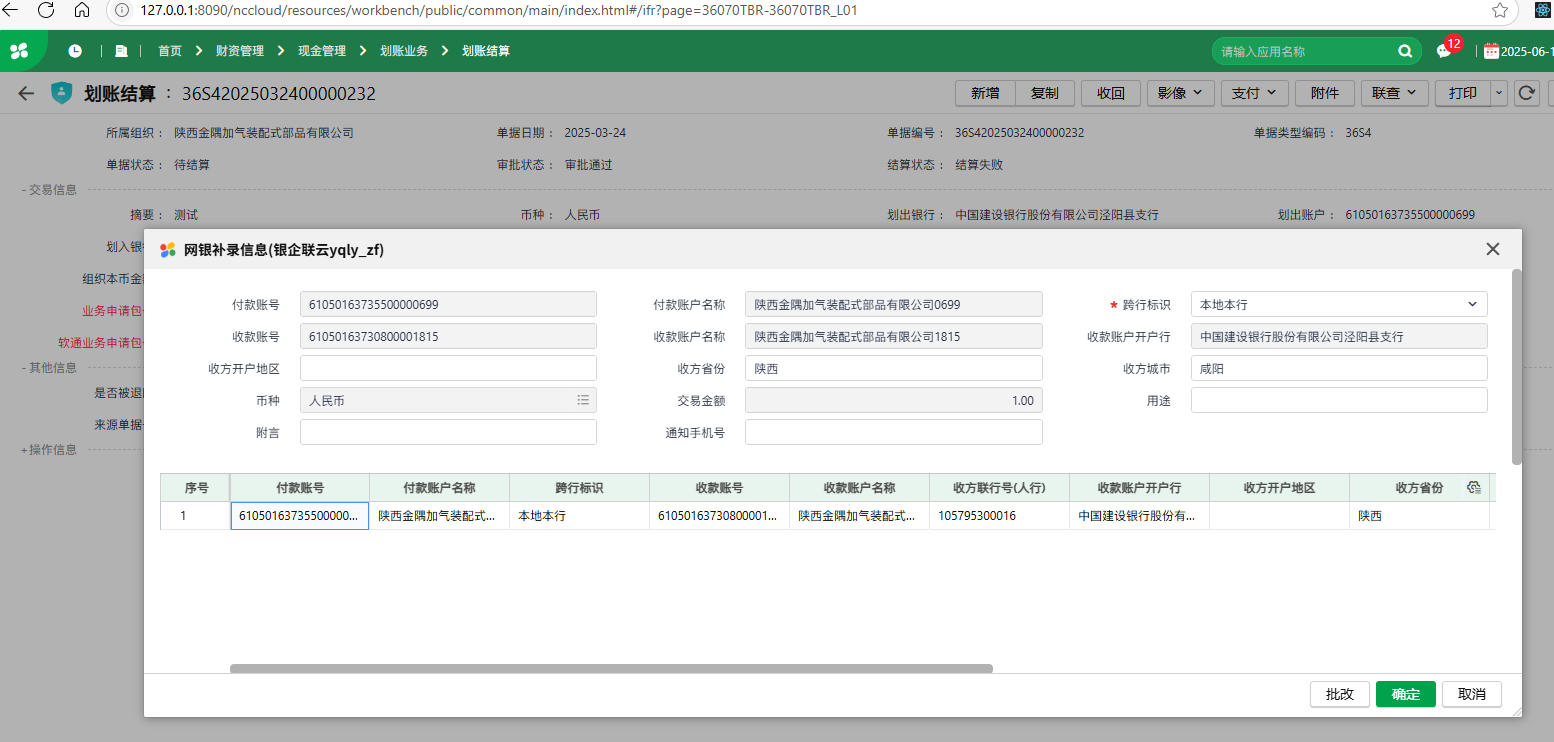 127.0.0.1:8090/nccloud/resources/workbench/public/common/main/index.html#/ifr?page=36070TBR-36070TBR_L01
首页 财资管理 现金管理 划账业务 划账结算 请输入应用名称 12 2025-06-1
划账结算 : 36S42025032400000232 新增 复制 收回 影像 支付 附件 联查 打印
所属组织 : 陕西金隅加气装配式部品有限公司 单据日期 : 2025-03-24 单据编号 : 36S42025032400000232 单据类型编码 : 36S4
单据状态 : 待结算 审批状态 : 审批通过 结算状态 : 结算失败
- 交易信息
摘要 : 测试 币种 : 人民币 划出银行 : 中国建设银行股份有限公司泾阳县支行 划出账户 : 61050163735500000699
划入银
组织本币金
业务申请包
软通业务申请包
- 其他信息
是否被退
来源单据
+ 操作信息
网银补录信息(银企联云yqly_zf)
付款账号 61050163735500000699 付款账户名称 陕西金隅加气装配式部品有限公司0699 * 跨行标识 本地本行
收款账号 61050163730800001815 收款账户名称 陕西金隅加气装配式部品有限公司1815 收款账户开户行 中国建设银行股份有限公司泾阳县支行
收方开户地区 收方省份 陕西 收方城市 咸阳
币种 人民币 交易金额 1.00 用途
附言 通知手机号
序号 付款账号 付款账户名称 跨行标识 收款账号 收款账户名称 收方联行号(人行) 收款账户开户行 收方开户地区 收方省份
1 61050163735500000... 陕西金隅加气装配式... 本地本行 61050163730800001... 陕西金隅加气装配式... 105795300016 中国建设银行股份有... 陕西
批改 确定 取消